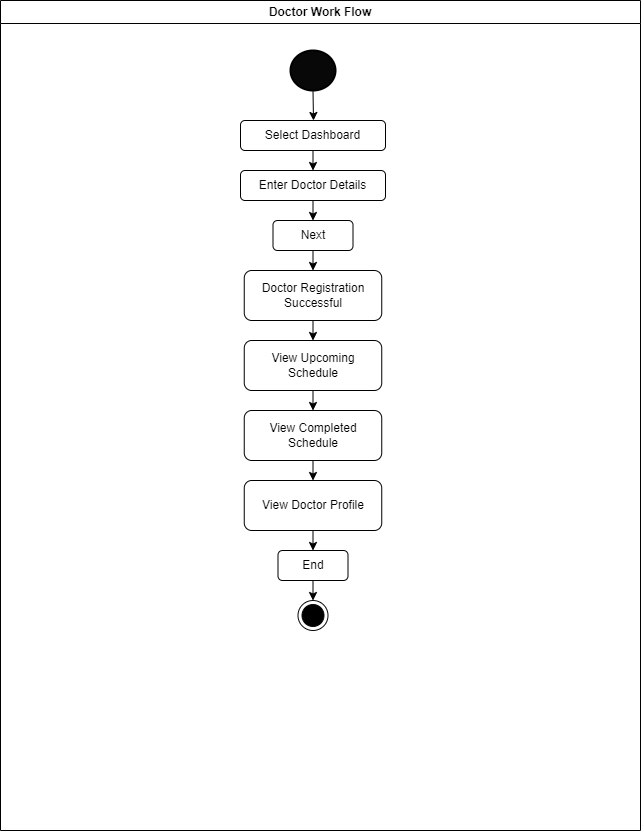 Doctor Work Flow
Select Dashboard
Enter Doctor Details
Next
Doctor Registration
Successful
View Upcoming
Schedule
View Completed
Schedule
View Doctor Profile
End